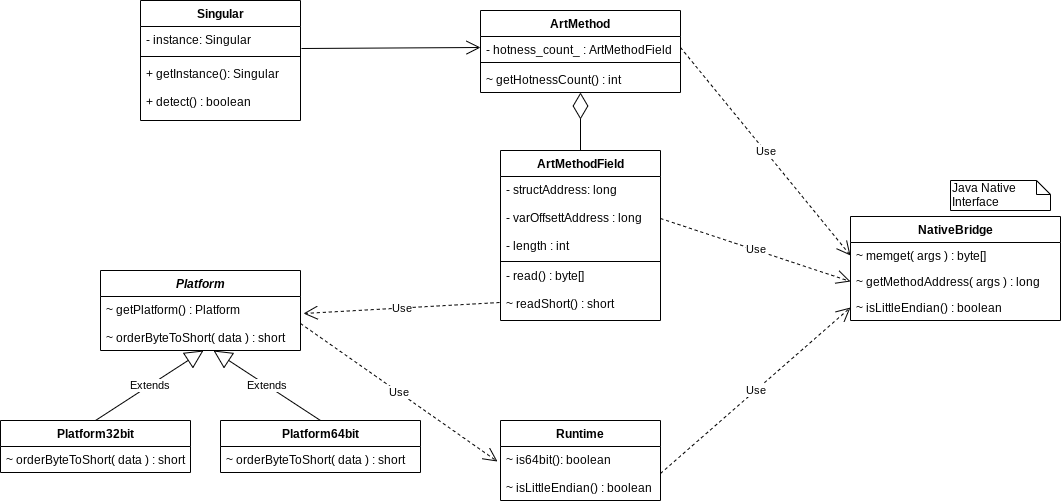 Singular
- instance: Singular
+ getInstance(): Singular
+ detect() : boolean
ArtMethod
- hotness_count_ : ArtMethodField
~ getHotnessCount() : int
Use
ArtMethodField
- structAddress: long
- varOffsettAddress : long
- length : int
- read() : byte[]
~ readShort() : short
Use
Java Native
Interface
NativeBridge
~ memget( args ) : byte[]
~ getMethodAddress( args ) : long
~ isLittleEndian() : boolean
Platform
~ getPlatform() : Platform
~ orderByteToShort( data ) : short
Use
Extends
Extends
Use
Use
Platform32bit
~ orderByteToShort( data ) : short
Platform64bit
~ orderByteToShort( data ) : short
Runtime
~ is64bit(): boolean
~ isLittleEndian() : boolean